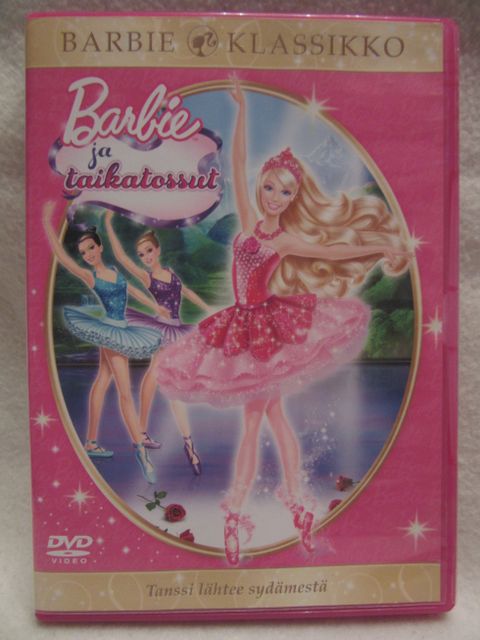 BARBIE KLASSIKKO
Barbie
ja
taikatossut
DVD
VIDEO
Tanssi lähtee sydämestä